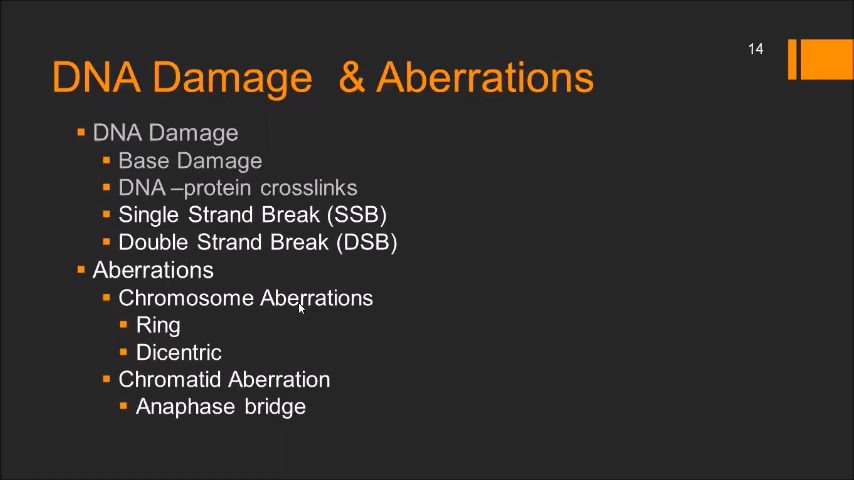 14
DNA Damage & Aberrations
DNA Damage
Base Damage
DNA –protein crosslinks
Single Strand Break (SSB)
Double Strand Break (DSB)
Aberrations
Chromosome Aberrations
Ring
Dicentric
Chromatid Aberration
Anaphase bridge